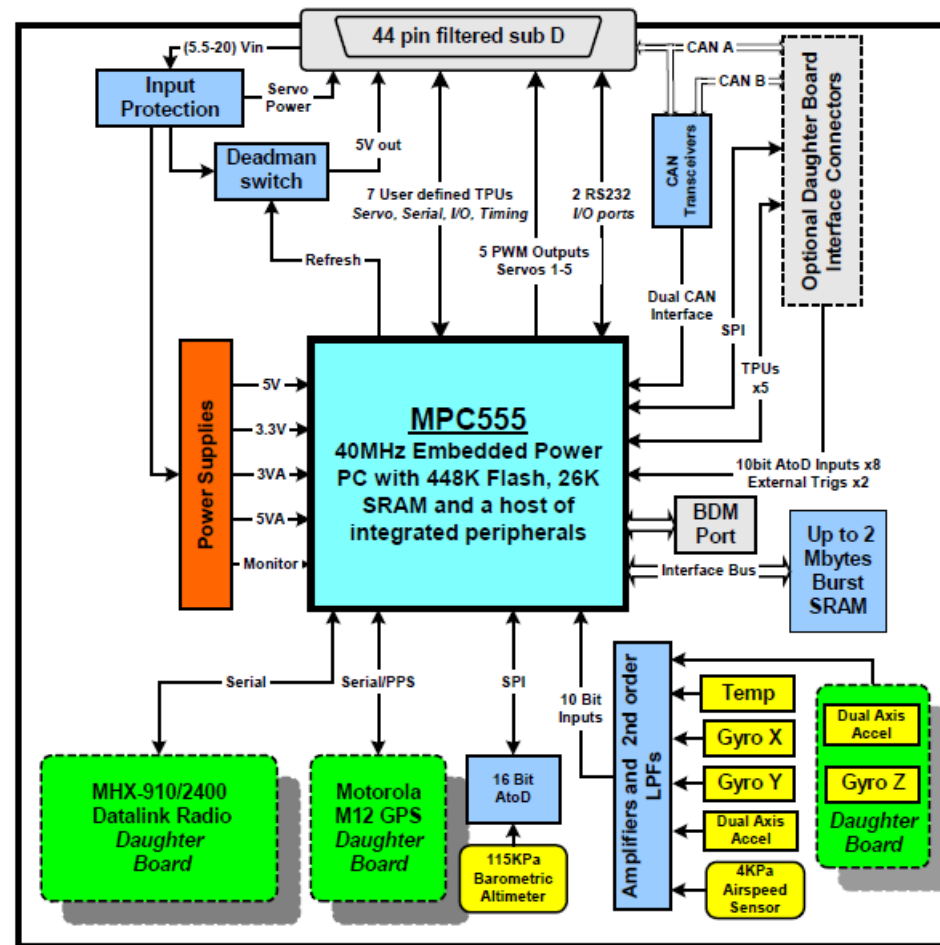 44 pin filtered sub D
(5.5-20) Vin
CAN A
CAN B
Input
Protection
Servo
Power
5V out
Deadman
switch
7 User defined TPUs
Servo, Serial, I/O, Timing
2 RS232
I/O ports
CAN
Transceivers
Optional Daughter Board
Interface Connectors
Refresh
5 PWM Outputs
Servos 1-5
Dual CAN
Interface
SPI
TPUs
x5
Power Supplies
5V
3.3V
3VA
5VA
Monitor
MPC555
40MHz Embedded Power
PC with 448K Flash, 26K
SRAM and a host of
integrated peripherals
10bit AtoD Inputs x8
External Trigs x2
BDM
Port
Interface Bus
Up to 2
Mbytes
Burst
SRAM
Serial
Serial/PPS
SPI
10 Bit
Inputs
MHX-910/2400
Datalink Radio
Daughter
Board
Motorola
M12 GPS
Daughter
Board
16 Bit
AtoD
115KPa
Barometric
Altimeter
Amplifiers and 2nd order
LPFs
Temp
Gyro X
Gyro Y
Dual Axis
Accel
4KPa
Airspeed
Sensor
Dual Axis
Accel
Gyro Z
Daughter
Board